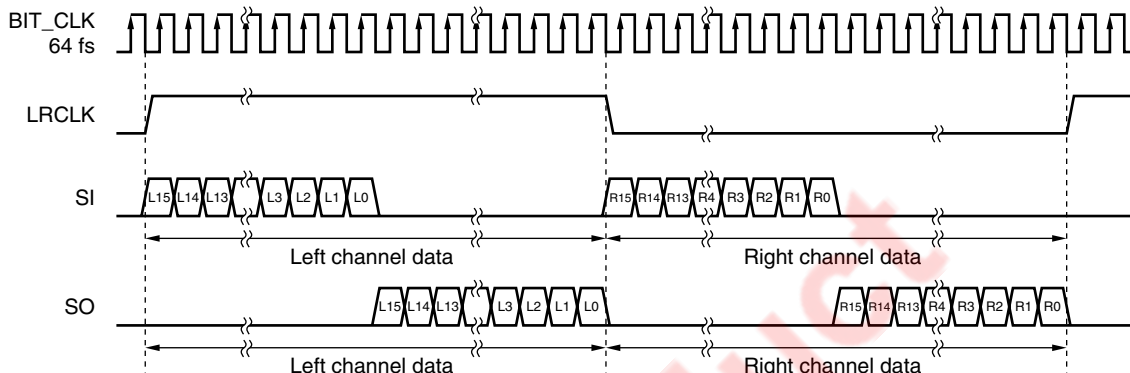 BIT_CLK
64 fs
LRCLK
SI
L15 L14 L13 L3 L2 L1 L0 R15 R14 R13 R4 R3 R2 R1 R0
Left channel data Right channel data
SO
L15 L14 L13 L3 L2 L1 L0 R15 R14 R13 R4 R3 R2 R1 R0
Left channel data Right channel data